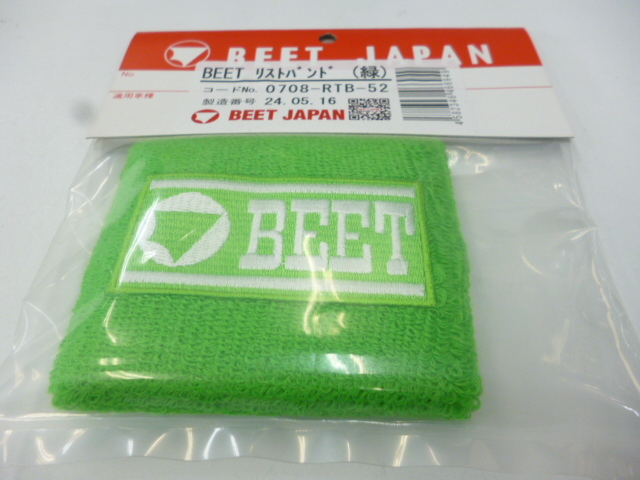 BEET JAPAN
No.
適用車種
BEET ﾘｽﾄﾊﾞﾝﾄﾞ (緑)
コードNo. 0708-RTB-52
製造番号 24.05.16
BEET JAPAN
BEET